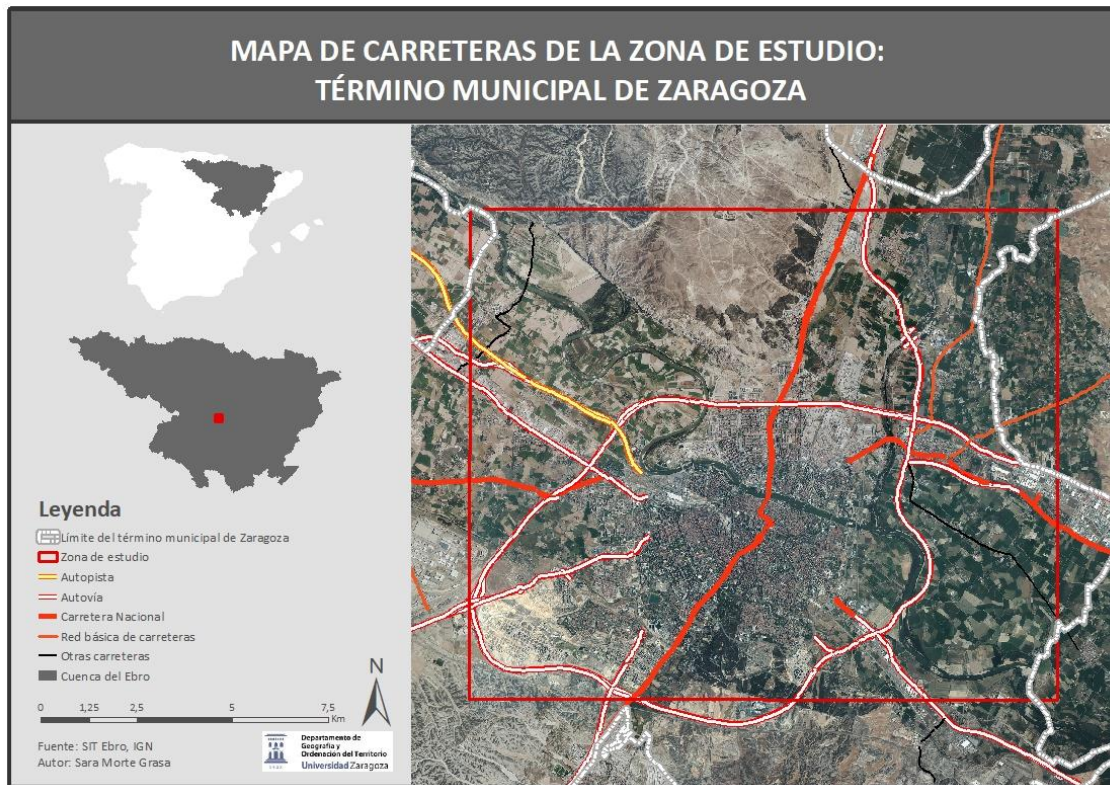 MAPA DE CARRETERAS DE LA ZONA DE ESTUDIO:
TÉRMINO MUNICIPAL DE ZARAGOZA
Leyenda
Límite del término municipal de Zaragoza
Zona de estudio
Autopista
Autovía
Carretera Nacional
Red básica de carreteras
Otras carreteras
Cuenca del Ebro
N
0 1,25 2,5 5 7,5
Km
Fuente: SIT Ebro, IGN
Autor: Sara Morte Grasa
Departamento de
Geografía y
Ordenación del Territorio
Universidad Zaragoza